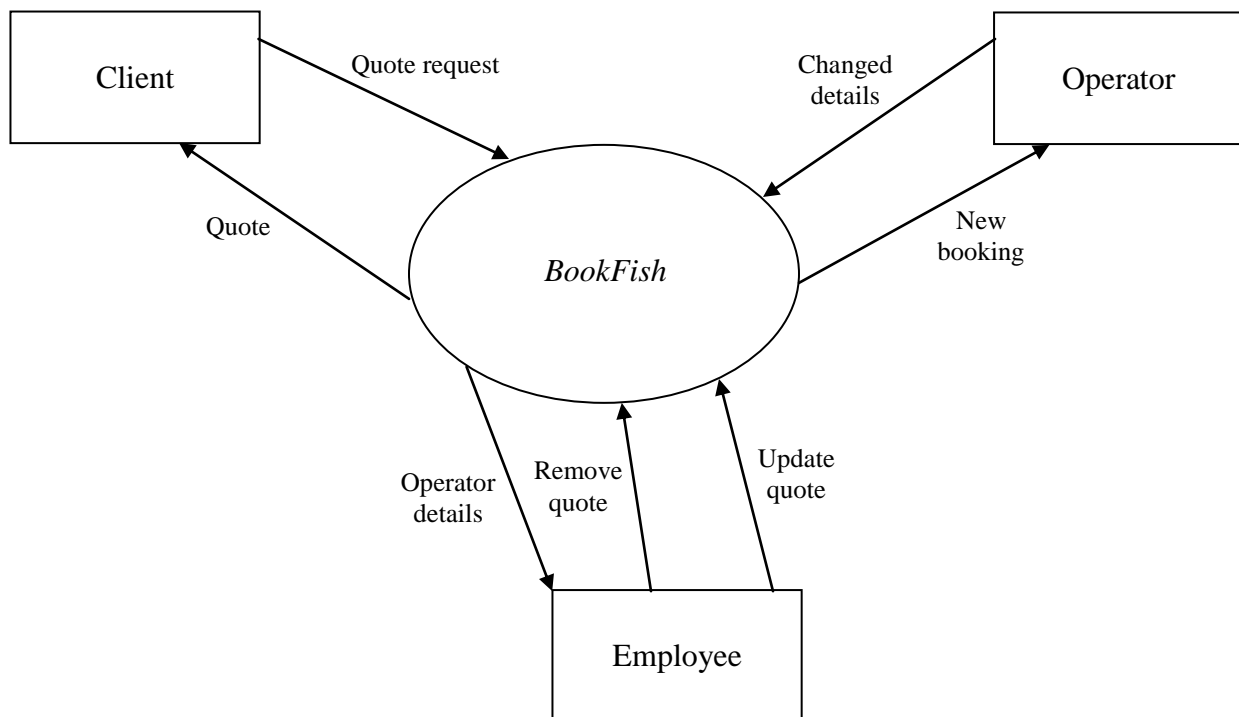 Client
Quote request
Changed
details
Operator
Quote
New
booking
BookFish
Operator
details
Remove
quote
Update
quote
Employee